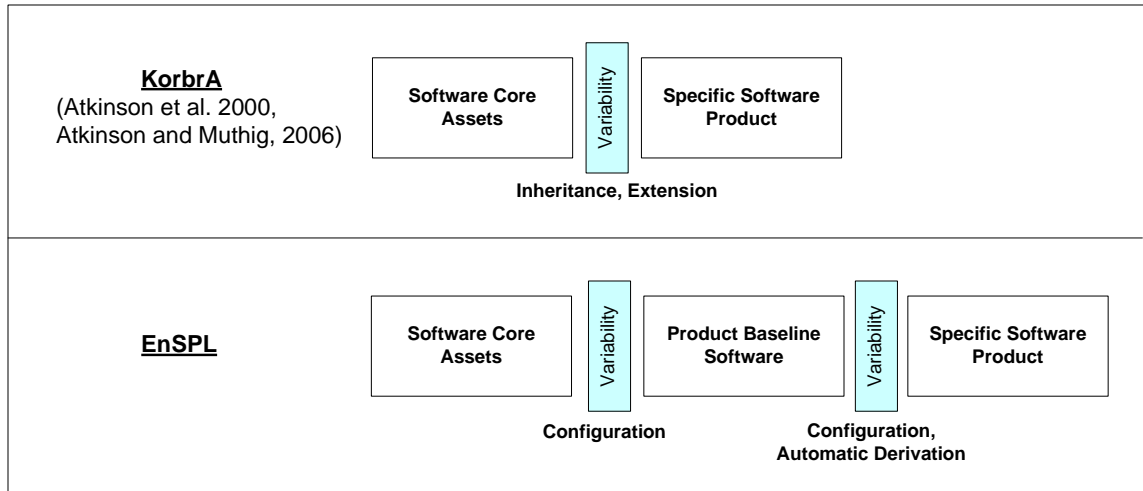 KorbrA
(Atkinson et al. 2000,
Atkinson and Muthig, 2006)
Software Core
Assets
Variability
Specific Software
Product
Inheritance, Extension
EnSPL
Software Core
Assets
Variability
Product Baseline
Software
Variability
Specific Software
Product
Configuration
Configuration,
Automatic Derivation